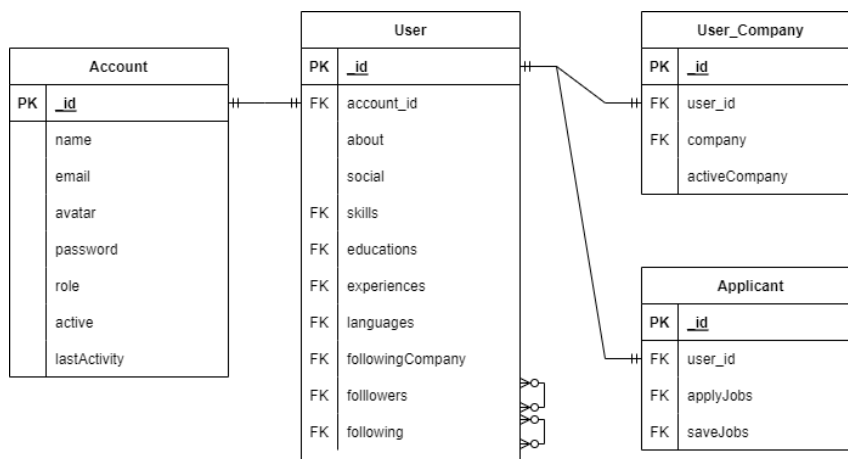 Account
PK _id
name
email
avatar
password
role
active
lastActivity
User
PK _id
FK account_id
about
social
FK skills
FK educations
FK experiences
FK languages
FK followingCompany
FK folllowers
FK following
User_Company
PK _id
FK user_id
FK company
activeCompany
Applicant
PK _id
FK user_id
FK applyJobs
FK saveJobs